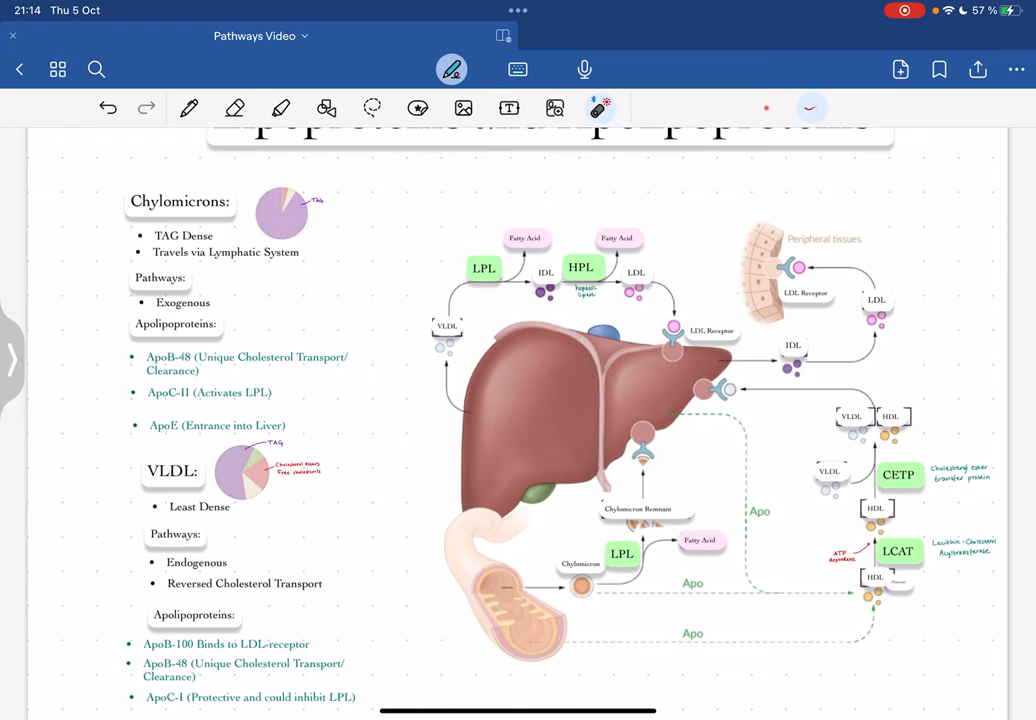 21:14 Thu 5 Oct
57 %
Pathways Video
Lipoproteins and Apolipoproteins
Chylomicrons:
TAG
TAG Dense
Travels via Lymphatic System
Pathways:
Exogenous
Apolipoproteins:
ApoB-48 (Unique Cholesterol Transport/
Clearance)
ApoC-II (Activates LPL)
ApoE (Entrance into Liver)
VLDL:
TAG
Cholesterol esters
Free cholesterols
Least Dense
Pathways:
Endogenous
Reversed Cholesterol Transport
Apolipoproteins:
ApoB-100 Binds to LDL-receptor
ApoB-48 (Unique Cholesterol Transport/
Clearance)
ApoC-I (Protective and could inhibit LPL)
Fatty Acid
Fatty Acid
LPL
IDL
HPL
LDL
hepatic
lipase
VLDL
LDL Receptor
Peripheral tissues
LDL Receptor
LDL
IDL
VLDL
HDL
VLDL
CETP
Cholesteryl ester -
transfer protein
HDL
ATP
dependent
LCAT
Lecithin-Cholesterol
Acyltransferase
HDL
Chylomicron Remnant
LPL
Fatty Acid
Chylomicron
Apo
Apo
Apo